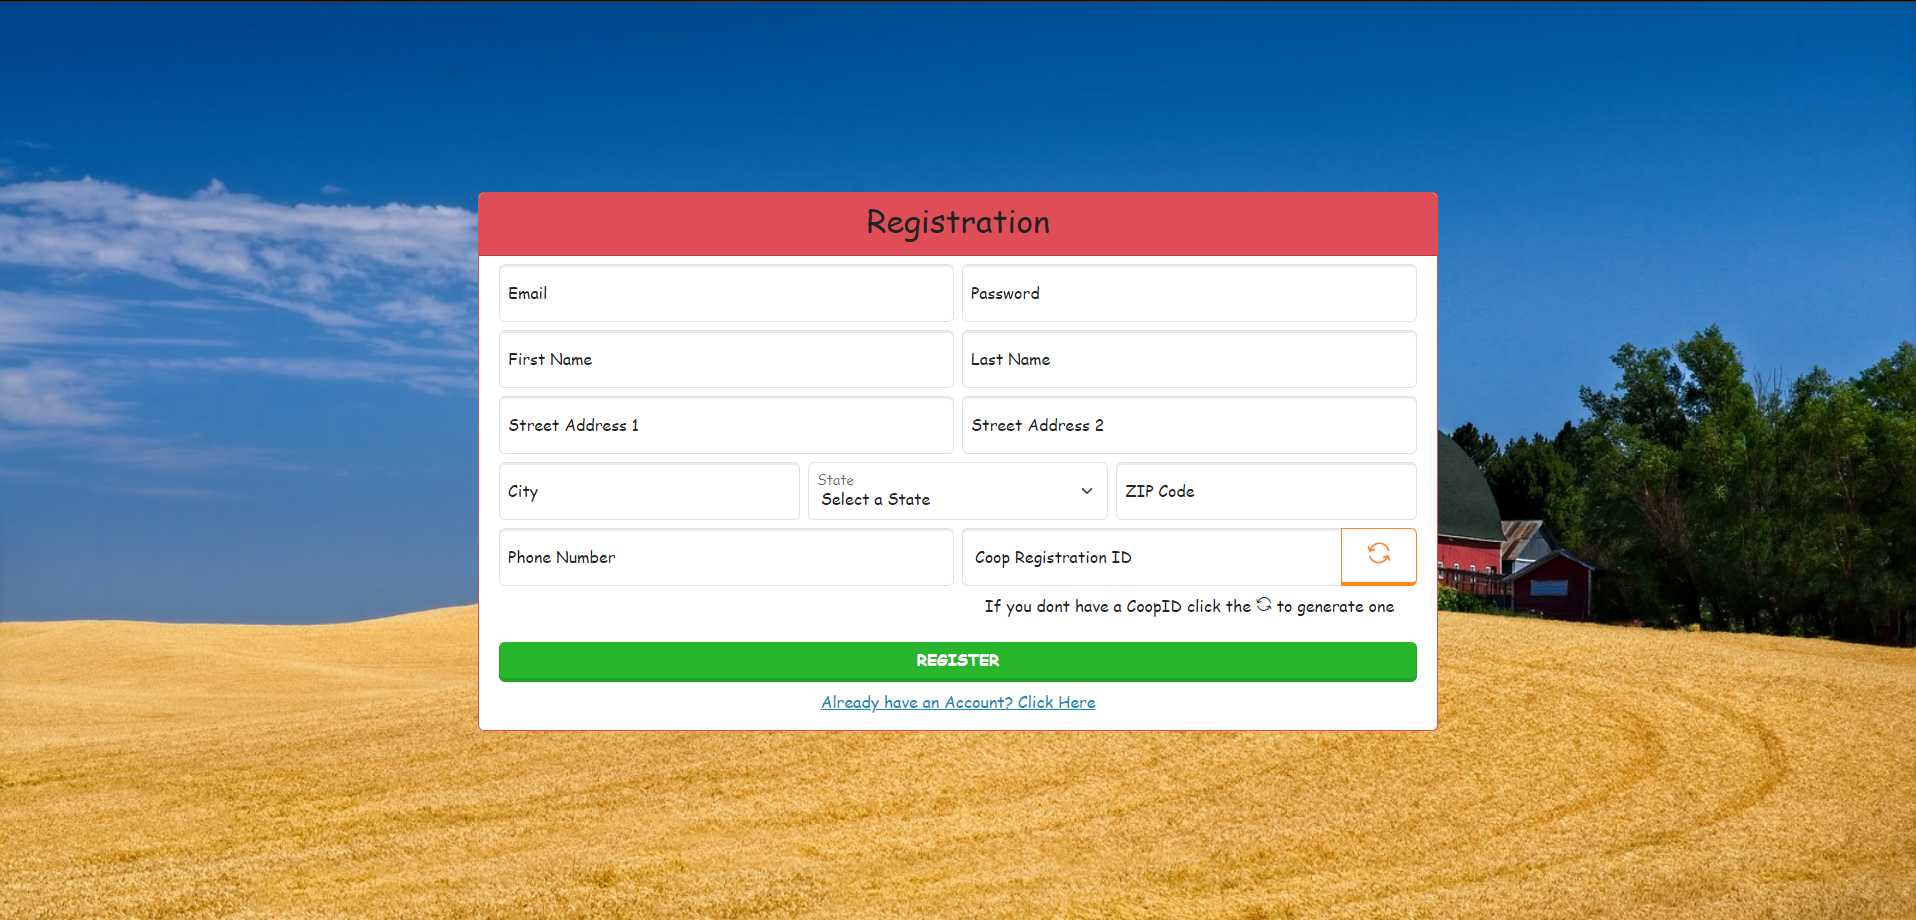 Registration
Email
Password
First Name
Last Name
Street Address 1
Street Address 2
City
State
Select a State
ZIP Code
Phone Number
Coop Registration ID
If you dont have a CoopID click the to generate one
REGISTER
Already have an Account? Click Here